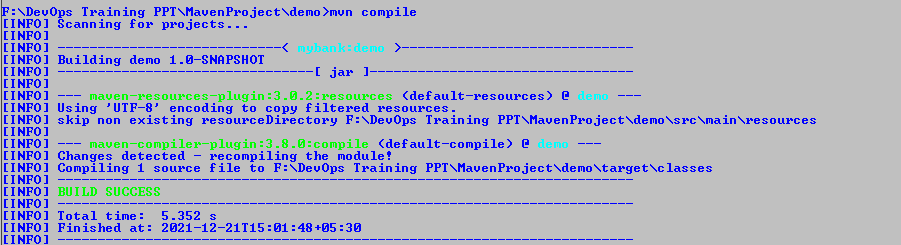 F:\DevOps Training PPT\MavenProject\demo>mvn compile
[INFO] Scanning for projects...
[INFO]
[INFO] ----------------------------< mybank:demo >-----------------------------
[INFO] Building demo 1.0-SNAPSHOT
[INFO] --------------------------------[ jar ]---------------------------------
[INFO]
[INFO] --- maven-resources-plugin:3.0.2:resources (default-resources) @ demo ---
[INFO] Using 'UTF-8' encoding to copy filtered resources.
[INFO] skip non existing resourceDirectory F:\DevOps Training PPT\MavenProject\demo\src\main\resources
[INFO]
[INFO] --- maven-compiler-plugin:3.8.0:compile (default-compile) @ demo ---
[INFO] Changes detected - recompiling the module!
[INFO] Compiling 1 source file to F:\DevOps Training PPT\MavenProject\demo\target\classes
[INFO] ------------------------------------------------------------------------
[INFO] BUILD SUCCESS
[INFO] ------------------------------------------------------------------------
[INFO] Total time:  5.352 s
[INFO] Finished at: 2021-12-21T15:01:48+05:30
[INFO] ------------------------------------------------------------------------